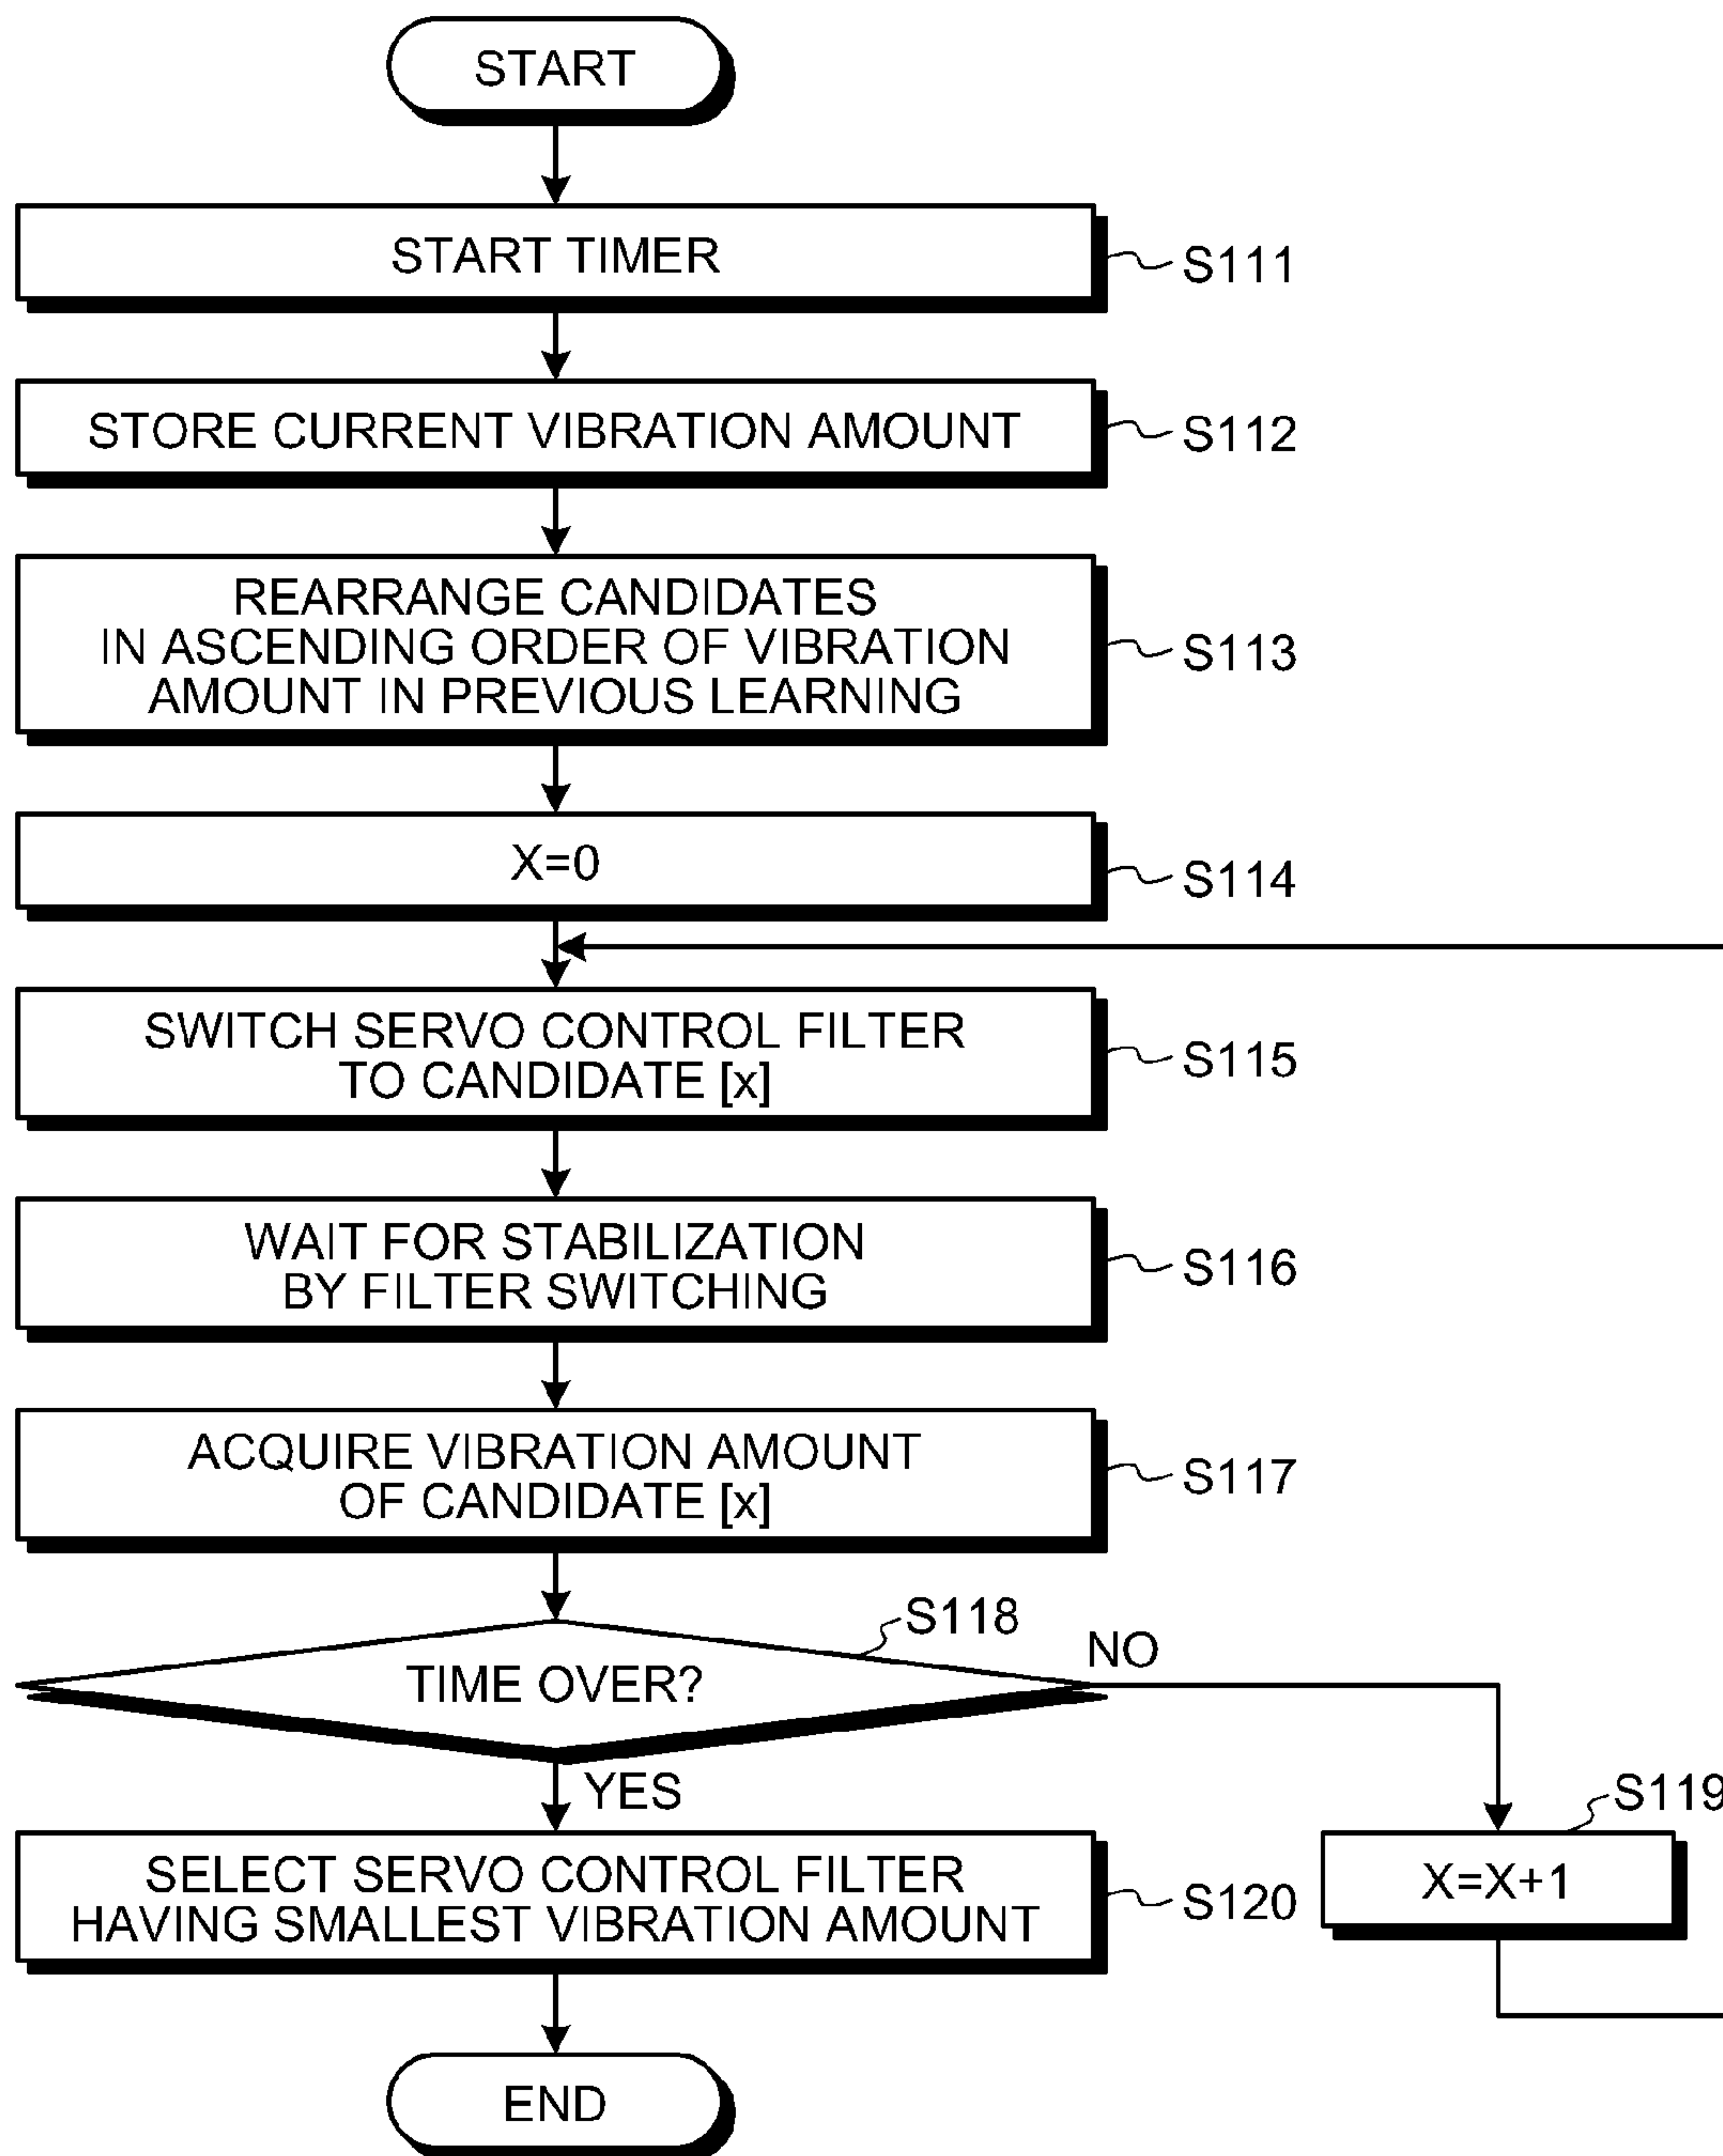 START
START TIMER
S111
STORE CURRENT VIBRATION AMOUNT
S112
REARRANGE CANDIDATES
IN ASCENDING ORDER OF VIBRATION
AMOUNT IN PREVIOUS LEARNING
S113
X=0
S114
SWITCH SERVO CONTROL FILTER
TO CANDIDATE [x]
S115
WAIT FOR STABILIZATION
BY FILTER SWITCHING
S116
ACQUIRE VIBRATION AMOUNT
OF CANDIDATE [x]
S117
S118
TIME OVER?
NO
YES
S119
X=X+1
SELECT SERVO CONTROL FILTER
HAVING SMALLEST VIBRATION AMOUNT
S120
END